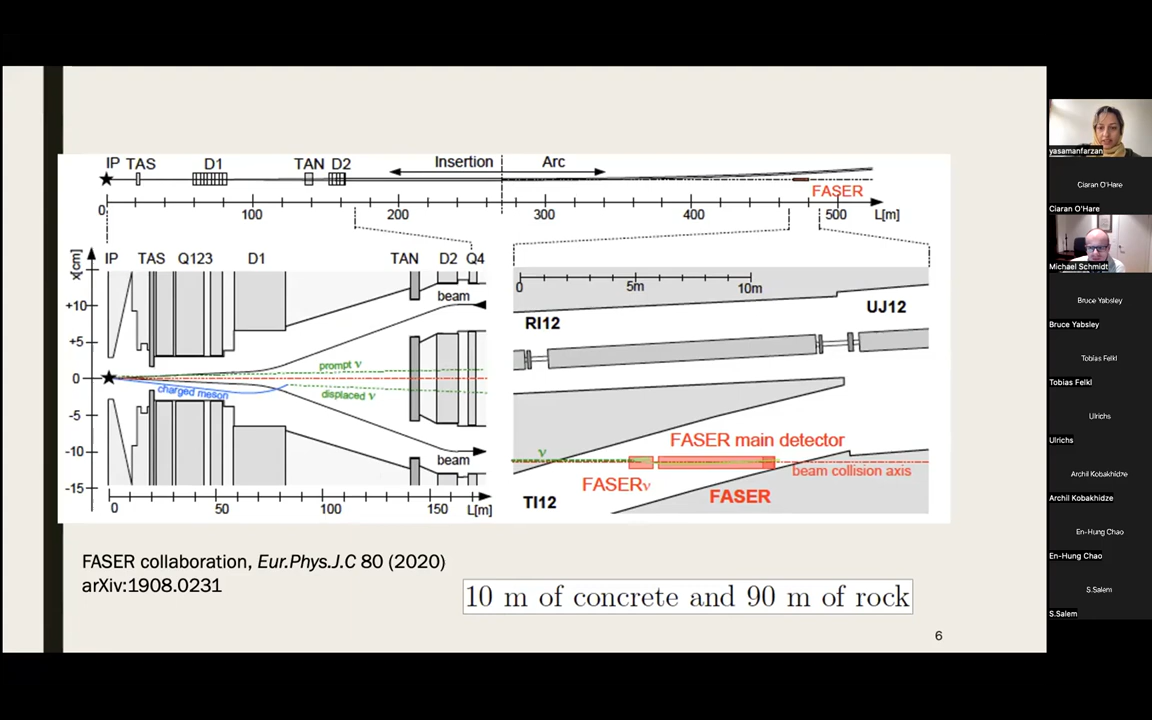 IP TAS D1 TAN D2 Insertion Arc
FASER
0 100 200 300 400 500 L[m]
IP TAS Q123 D1 TAN D2 Q4
x[cm]
+10
+5
0
-5
-10
-15
beam
prompt ν
charged meson
displaced ν
beam
0 50 100 150 L[m]
0 5m 10m
RI12
UJ12
FASER main detector
ν
beam collision axis
FASERν
FASER
TI12
FASER collaboration, Eur.Phys.J.C 80 (2020)
arXiv:1908.0231
10 m of concrete and 90 m of rock
6
yasamanfarzan
Ciaran O'Hare
Ciaran O'Hare
Michael Schmidt
Bruce Yabsley
Bruce Yabsley
Tobias Felkl
Tobias Felkl
Ulrichs
Ulrichs
Archil Kobakhidze
Archil Kobakhidze
En-Hung Chao
En-Hung Chao
S.Salem
S.Salem